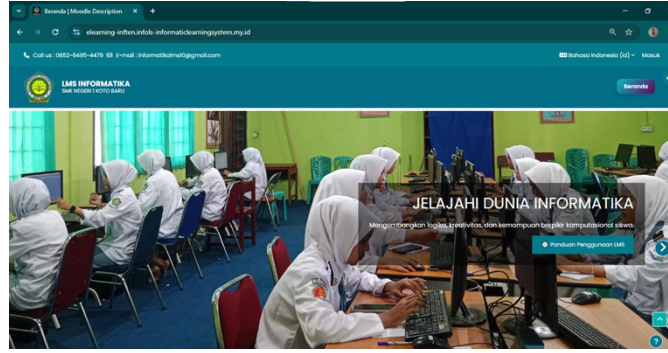 Beranda | Moodle Description
elearning-inften.infols-informaticlearningsystem.my.id
Call us : 0852-6495-4479 E-mail : informatikalms10@gmail.com
Bahasa Indonesia (id)
Masuk
LMS INFORMATIKA
SMK NEGERI 1 KOTO BARU
Beranda
JELAJAHI DUNIA INFORMATIKA
Mengembangkan logika, kreativitas, dan kemampuan berpikir komputasional siswa.
Panduan Penggunaan LMS